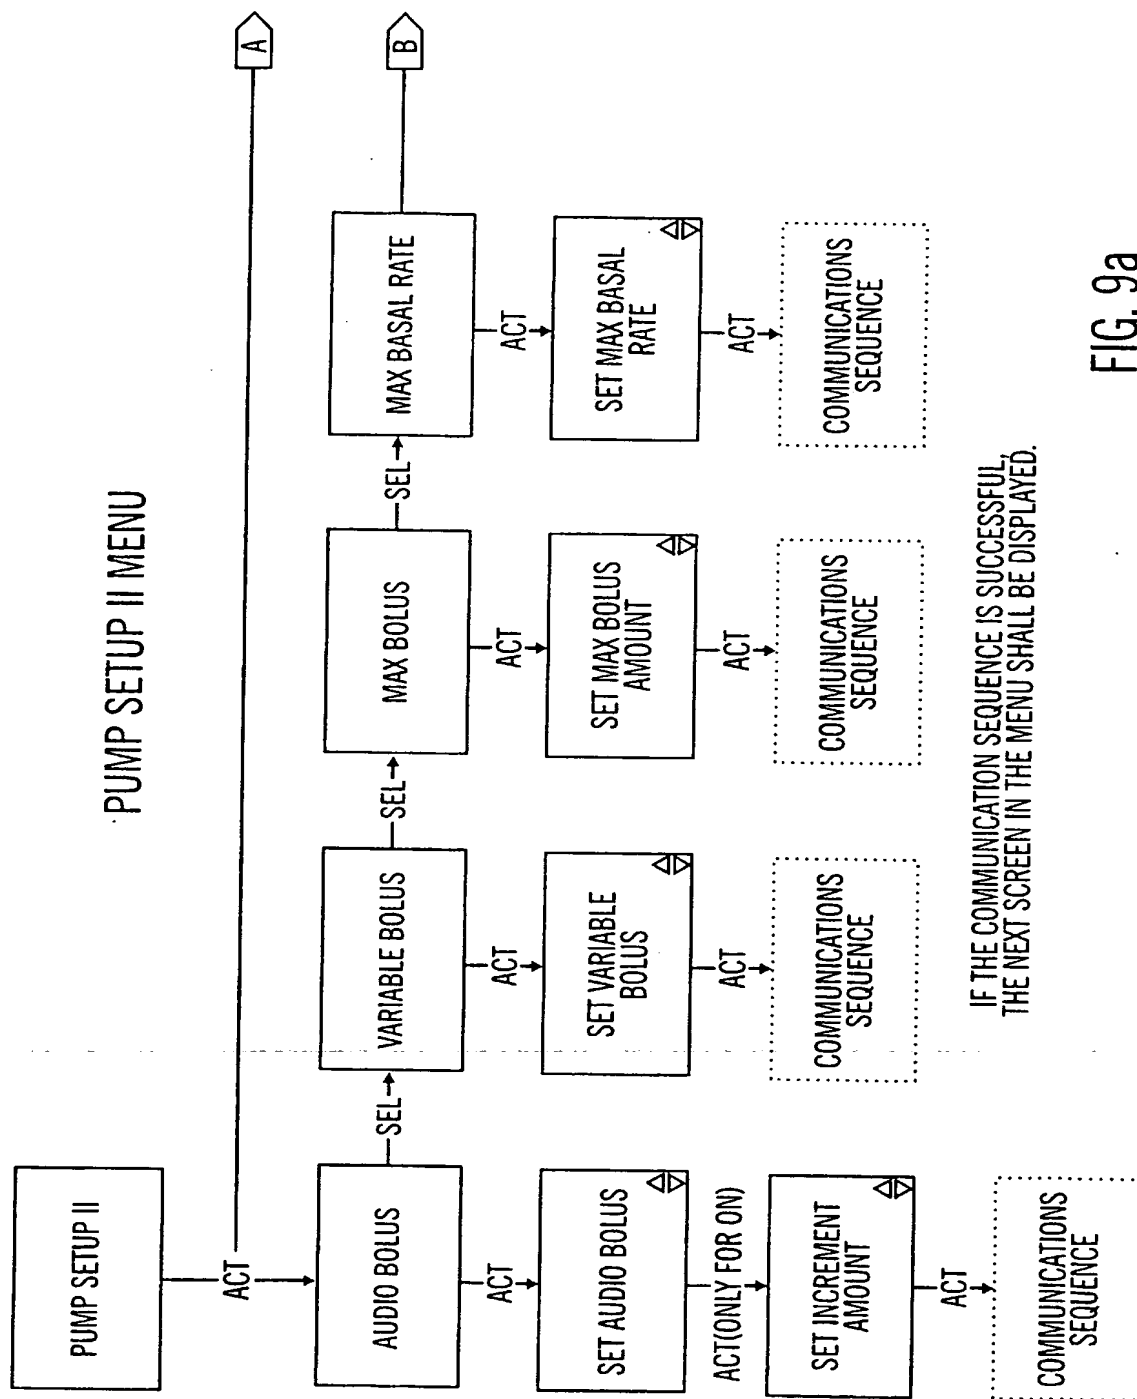 PUMP SETUP II MENU
PUMP SETUP II
ACT
A
AUDIO BOLUS
SEL
VARIABLE BOLUS
SEL
MAX BOLUS
SEL
MAX BASAL RATE
B
ACT
ACT
ACT
ACT
SET AUDIO BOLUS
SET VARIABLE
BOLUS
SET MAX BOLUS
AMOUNT
SET MAX BASAL
RATE
ACT(ONLY FOR ON)
ACT
ACT
ACT
SET INCREMENT
AMOUNT
COMMUNICATIONS
SEQUENCE
COMMUNICATIONS
SEQUENCE
COMMUNICATIONS
SEQUENCE
ACT
COMMUNICATIONS
SEQUENCE
IF THE COMMUNICATION SEQUENCE IS SUCCESSFUL,
THE NEXT SCREEN IN THE MENU SHALL BE DISPLAYED.
FIG. 9a